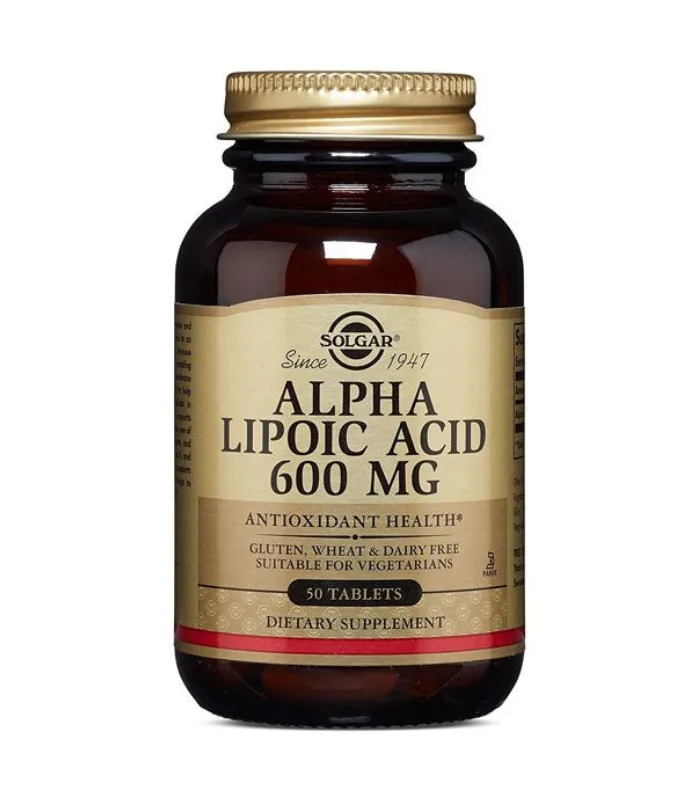 SOLGAR®
Since 1947
ALPHA
LIPOIC ACID
600 MG
ANTIOXIDANT HEALTH*
GLUTEN, WHEAT & DAIRY FREE
SUITABLE FOR VEGETARIANS
PARVE
50 TABLETS
DIETARY SUPPLEMENT